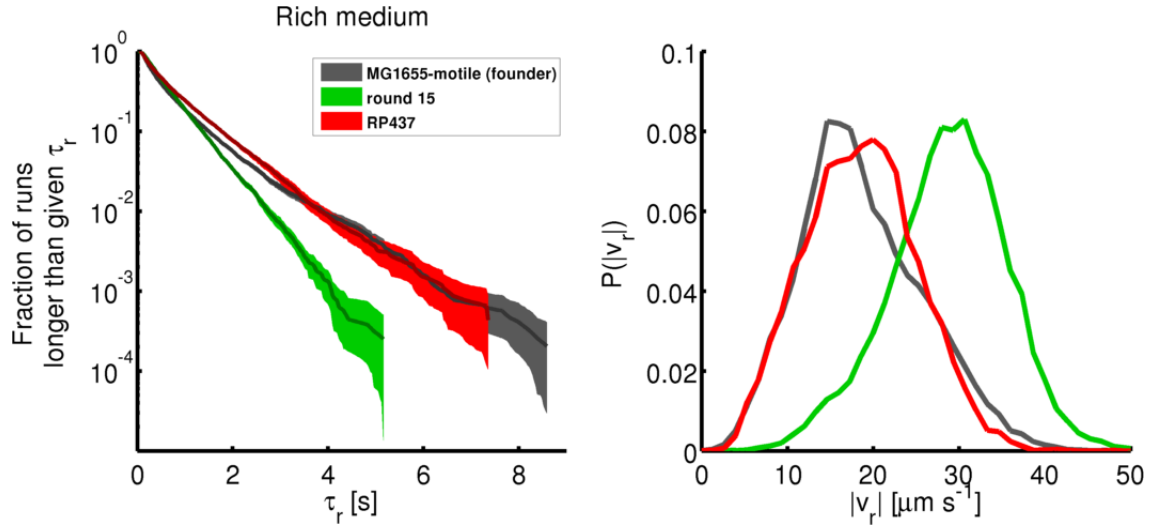 Rich medium
Fraction of runs
longer than given τ_r
10^0
10^-1
10^-2
10^-3
10^-4
MG1655-motile (founder)
round 15
RP437
0 2 4 6 8
τ_r [s]
P(|v_r|)
0.1
0.08
0.06
0.04
0.02
0
0 10 20 30 40 50
|v_r| [μm s^-1]